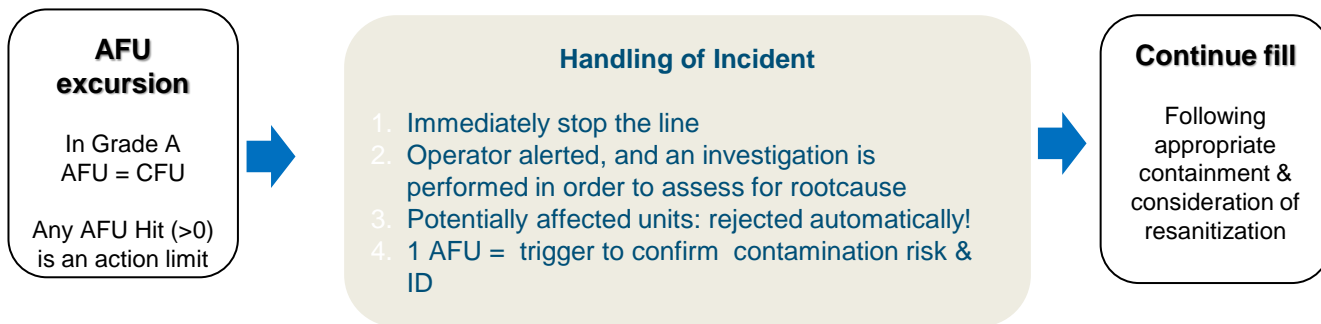 AFU
excursion
In Grade A
AFU = CFU
Any AFU Hit (>0)
is an action limit
Handling of Incident
1. Immediately stop the line
2. Operator alerted, and an investigation is
performed in order to assess for rootcause
3. Potentially affected units: rejected automatically!
4. 1 AFU = trigger to confirm contamination risk &
ID
Continue fill
Following
appropriate
containment &
consideration of
resanitization